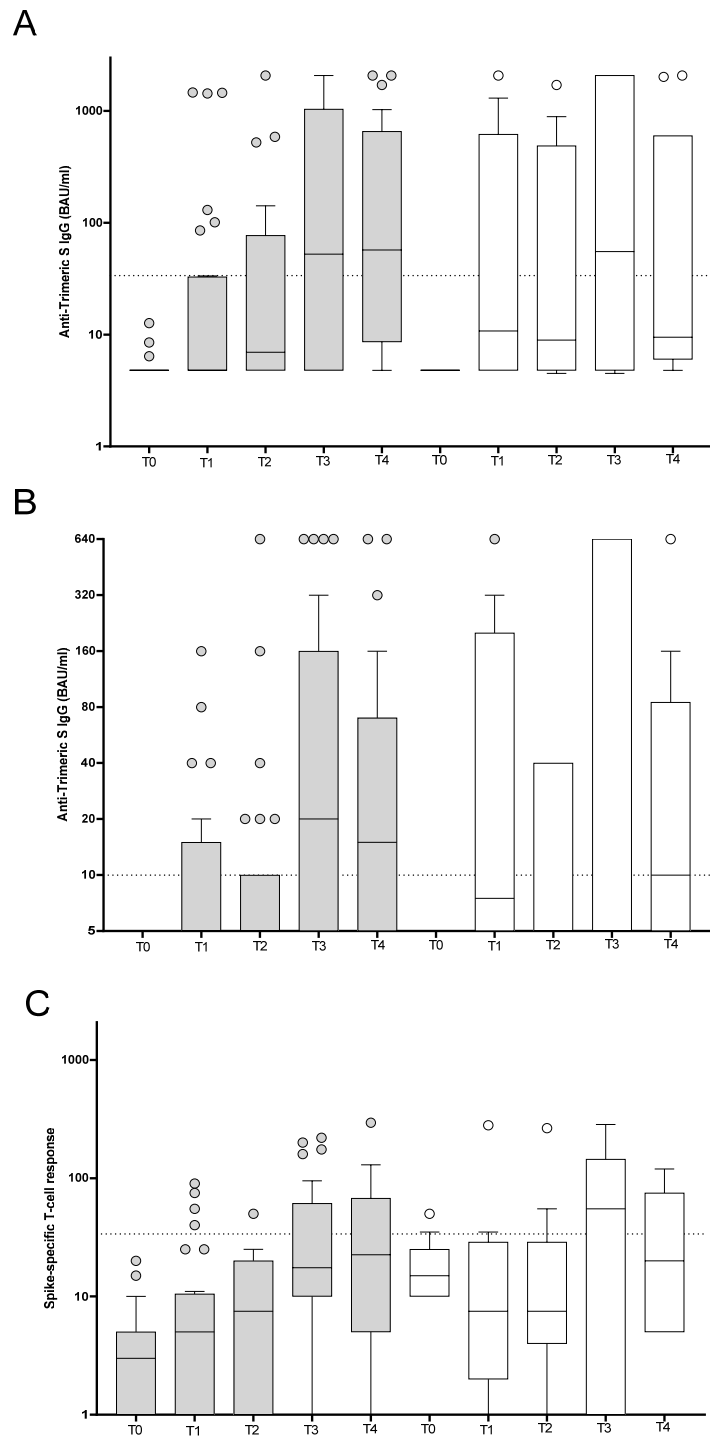 A
Anti-Trimeric S IgG (BAU/ml)
1000
100
10
1
T0 T1 T2 T3 T4 T0 T1 T2 T3 T4
B
Anti-Trimeric S IgG (BAU/ml)
640
320
160
80
40
20
10
5
T0 T1 T2 T3 T4 T0 T1 T2 T3 T4
C
Spike-specific T-cell response
1000
100
10
1
T0 T1 T2 T3 T4 T0 T1 T2 T3 T4